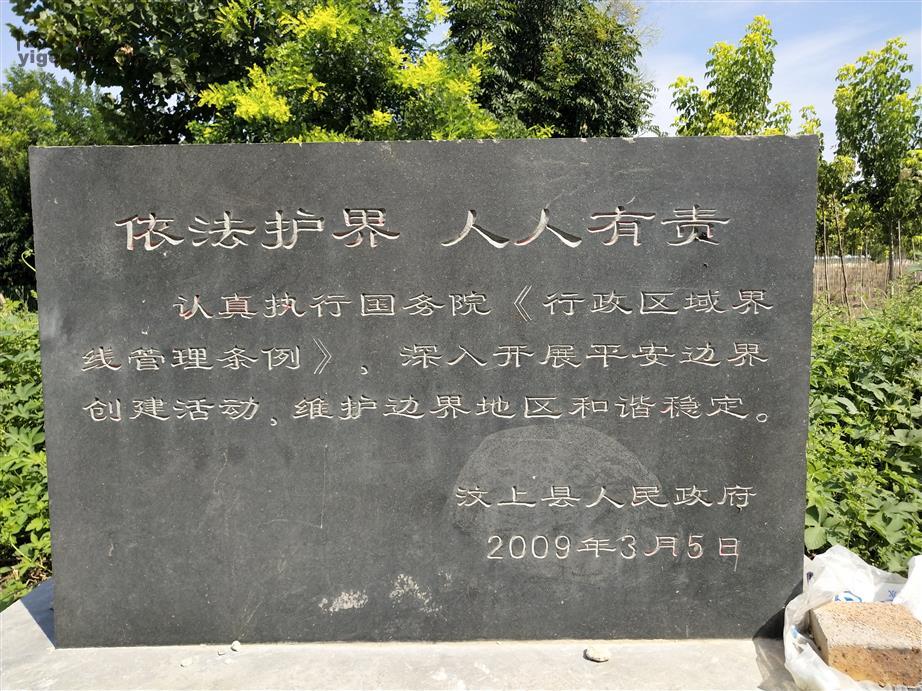 依法护界 人人有责
认真执行国务院《行政区域界
线管理条例》、深入开展平安边界
创建活动,维护边界地区和谐稳定。
汶上县人民政府
2009年3月5日